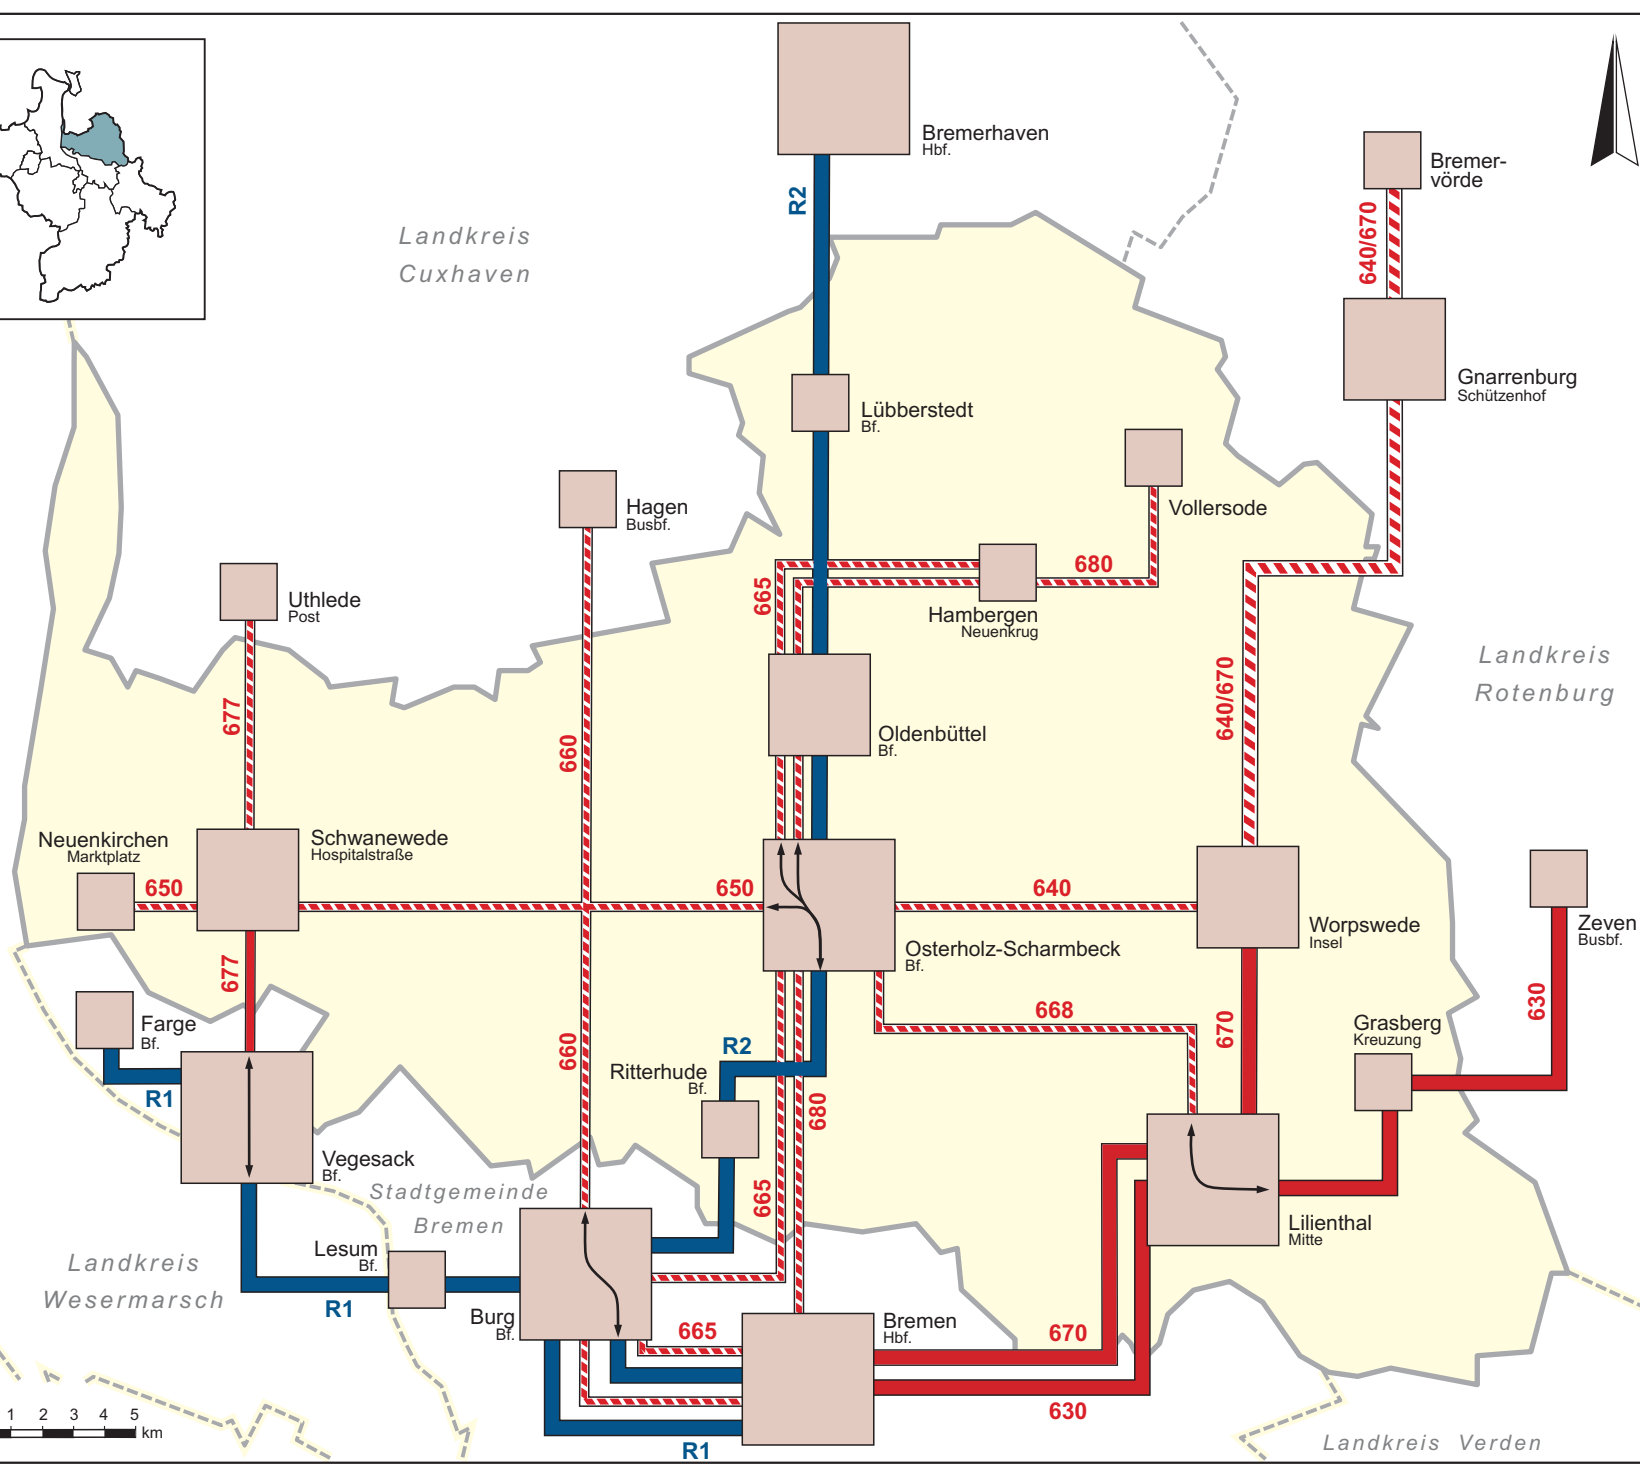 Bremerhaven
Hbf.
Bremer-
vörde
R2
640/670
Landkreis
Cuxhaven
Gnarrenburg
Schützenhof
Lübberstedt
Bf.
Hagen
Busbf.
Vollersode
680
665
Uthlede
Post
Hambergen
Neuenkrug
Landkreis
Rotenburg
640/670
677
660
Oldenbüttel
Bf.
Neuenkirchen
Marktplatz
Schwanewede
Hospitalstraße
650
650
640
Worpswede
Insel
Zeven
Busbf.
Osterholz-Scharmbeck
Bf.
677
630
668
670
Farge
Bf.
Grasberg
Kreuzung
660
R2
Ritterhude
Bf.
R1
680
Vegesack
Bf.
Stadtgemeinde
Bremen
665
Lilienthal
Mitte
Lesum
Bf.
Landkreis
Wesermarsch
R1
Burg
Bf.
665
Bremen
Hbf.
670
630
1 2 3 4 5
km
R1
Landkreis Verden